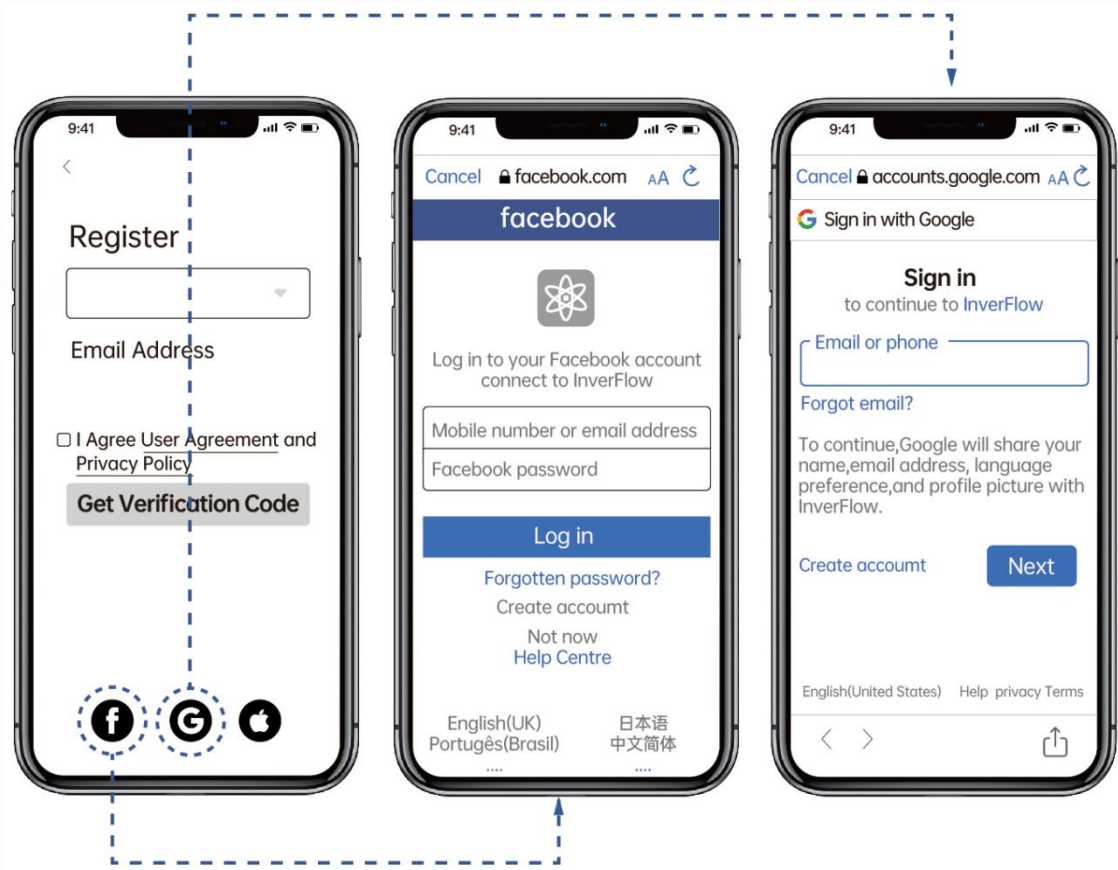 9:41
Register
Email Address
I Agree User Agreement and
Privacy Policy
Get Verification Code
f
G
9:41
Cancel facebook.com AA
facebook
Log in to your Facebook account
connect to InverFlow
Mobile number or email address
Facebook password
Log in
Forgotten password?
Create accoumt
Not now
Help Centre
English(UK) 日本语
Portugês(Brasil) 中文简体
.... ....
9:41
Cancel accounts.google.com AA
G Sign in with Google
Sign in
to continue to InverFlow
Email or phone
Forgot email?
To continue,Google will share your
name,email address, language
preference,and profile picture with
InverFlow.
Create accoumt Next
English(United States) Help privacy Terms